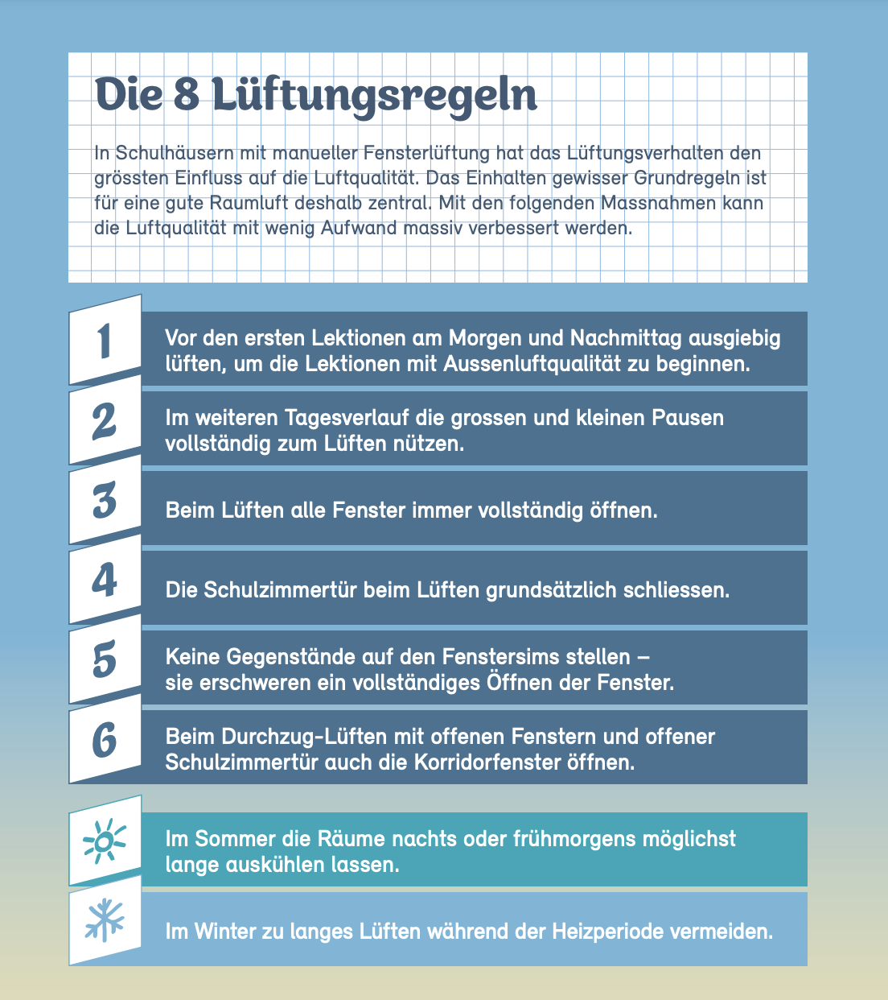 Die 8 Lüftungsregeln
In Schulhäusern mit manueller Fensterlüftung hat das Lüftungsverhalten den
grössten Einfluss auf die Luftqualität. Das Einhalten gewisser Grundregeln ist
für eine gute Raumluft deshalb zentral. Mit den folgenden Massnahmen kann
die Luftqualität mit wenig Aufwand massiv verbessert werden.
1
Vor den ersten Lektionen am Morgen und Nachmittag ausgiebig
lüften, um die Lektionen mit Aussenluftqualität zu beginnen.
2
Im weiteren Tagesverlauf die grossen und kleinen Pausen
vollständig zum Lüften nützen.
3
Beim Lüften alle Fenster immer vollständig öffnen.
4
Die Schulzimmertür beim Lüften grundsätzlich schliessen.
5
Keine Gegenstände auf den Fenstersims stellen –
sie erschweren ein vollständiges Öffnen der Fenster.
6
Beim Durchzug-Lüften mit offenen Fenstern und offener
Schulzimmertür auch die Korridorfenster öffnen.
Im Sommer die Räume nachts oder frühmorgens möglichst
lange auskühlen lassen.
Im Winter zu langes Lüften während der Heizperiode vermeiden.